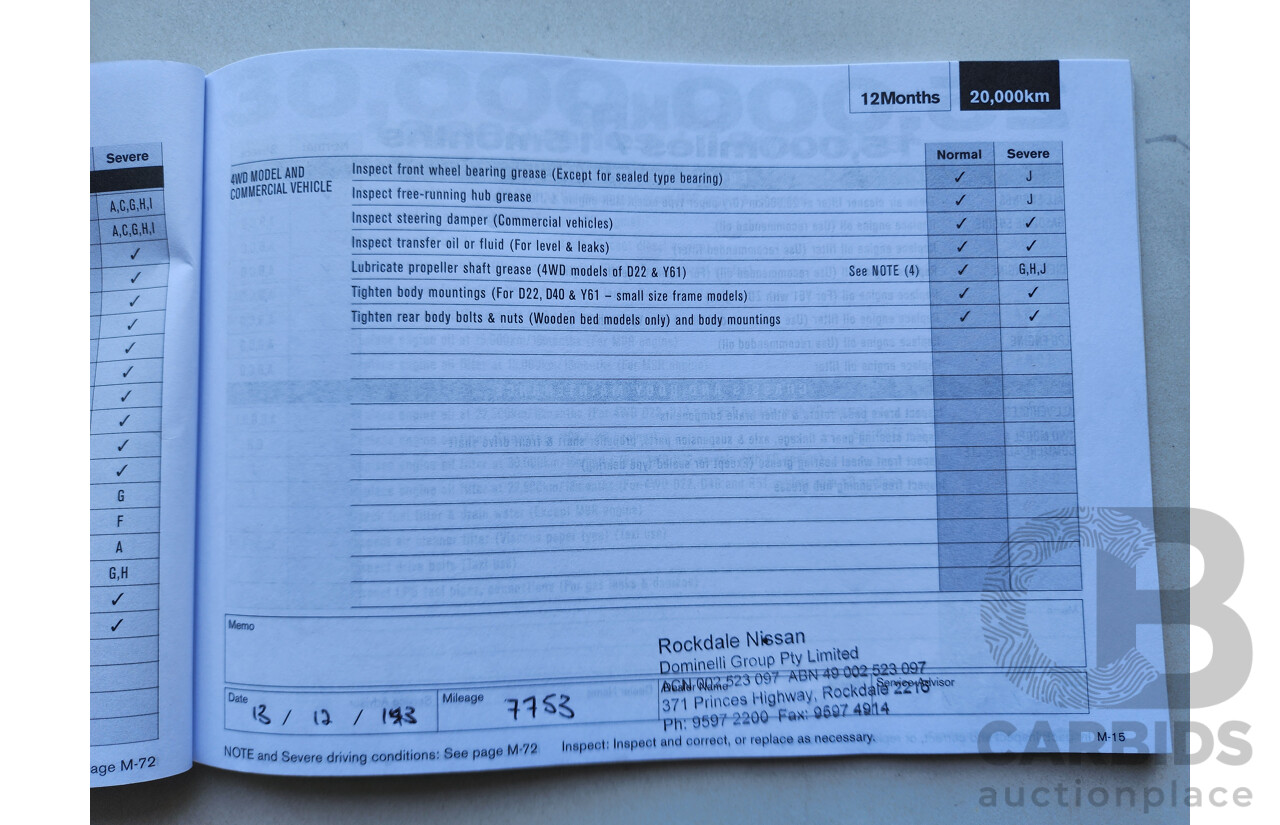 12Months
20,000km
Severe
A,C,G,H,I
A,C,G,H,I
✓
✓
✓
✓
✓
✓
✓
✓
✓
✓
G
F
A
G,H
✓
✓
age M-72
Normal Severe
4WD MODEL AND
COMMERCIAL VEHICLE
Inspect front wheel bearing grease (Except for sealed type bearing) ✓ J
Inspect free-running hub grease ✓ J
Inspect steering damper (Commercial vehicles) ✓ ✓
Inspect transfer oil or fluid (For level & leaks) ✓ ✓
Lubricate propeller shaft grease (4WD models of D22 & Y61) See NOTE (4) ✓ G,H,J
Tighten body mountings (For D22, D40 & Y61 – small size frame models) ✓ ✓
Tighten rear body bolts & nuts (Wooden bed models only) and body mountings ✓ ✓
Memo
Rockdale Nissan
Dominelli Group Pty Limited
ACN 002 523 097 ABN 49 002 523 097
371 Princes Highway, Rockdale 2216
Ph: 9597 2200 Fax: 9597 4914
Date 13 / 12 /
Mileage 7753
Dealer Name
Service Advisor
NOTE and Severe driving conditions: See page M-72
Inspect: Inspect and correct, or replace as necessary.
M-15
CB
CARBIDS
auctionplace